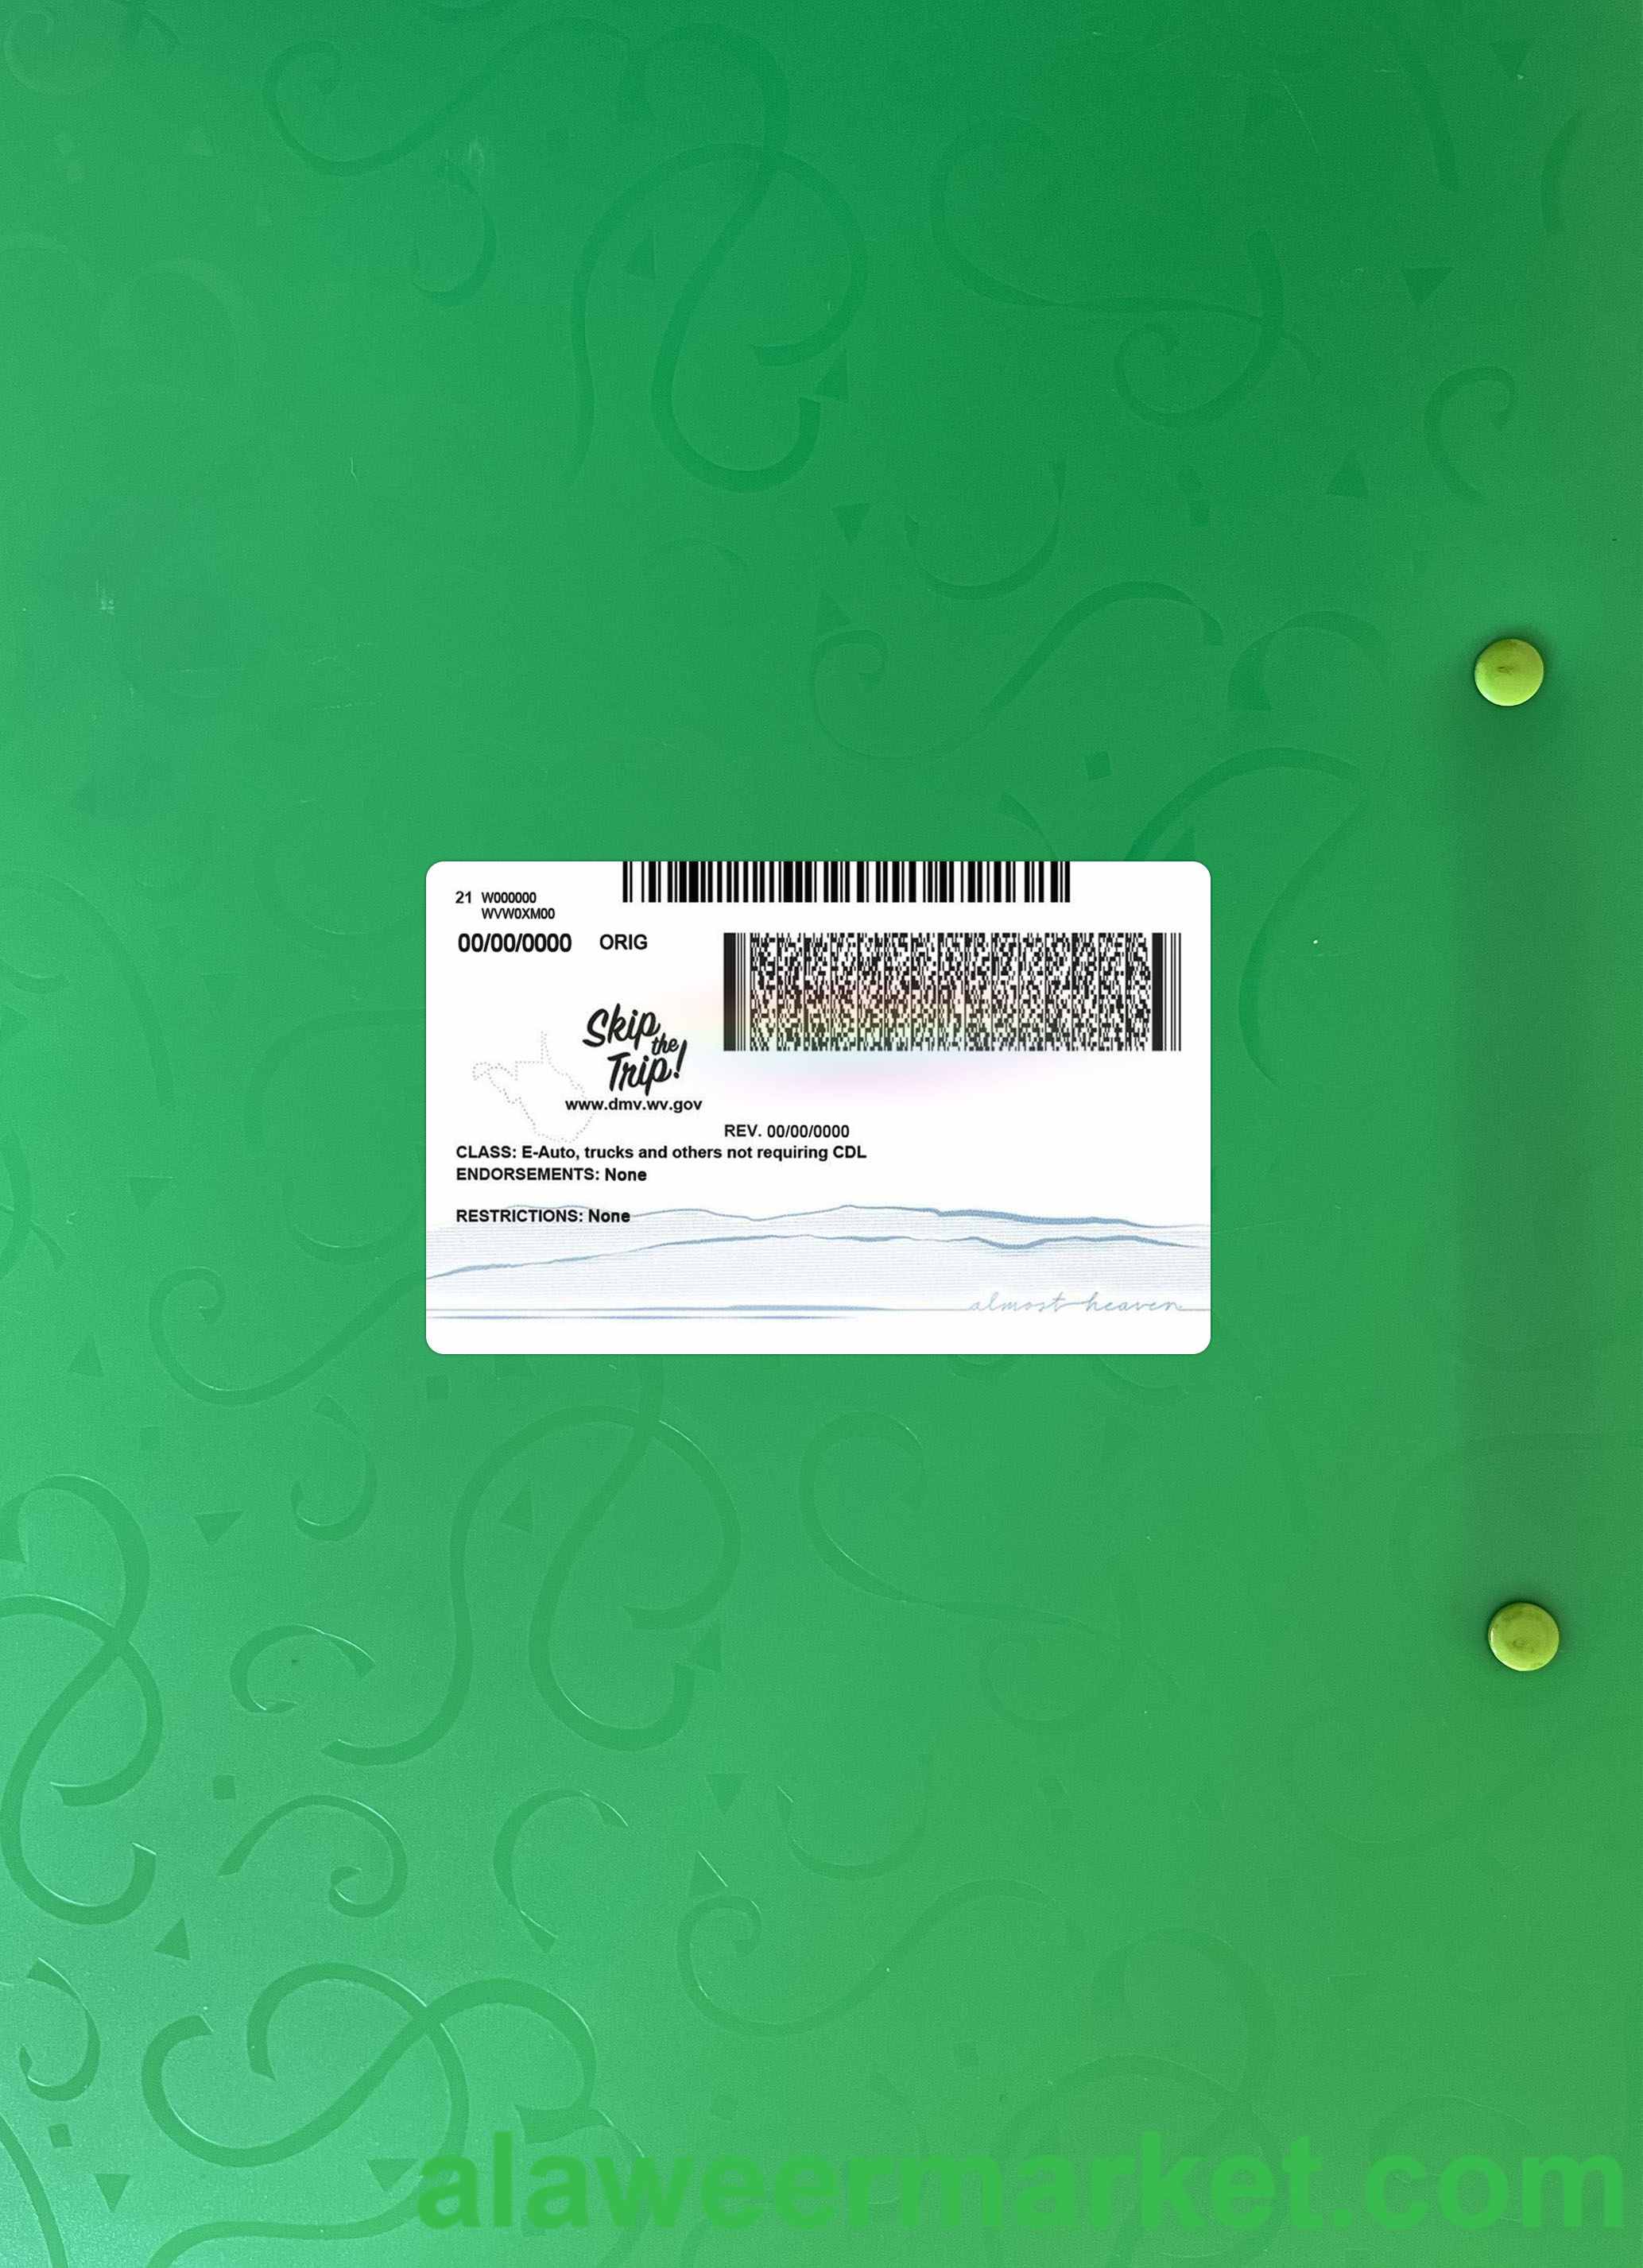 21 W000000
WVW0XM00
00/00/0000 ORIG
Skip
the
Trip!
www.dmv.wv.gov
REV. 00/00/0000
CLASS: E-Auto, trucks and others not requiring CDL
ENDORSEMENTS: None
RESTRICTIONS: None
almost heaven
alaweermarket.com